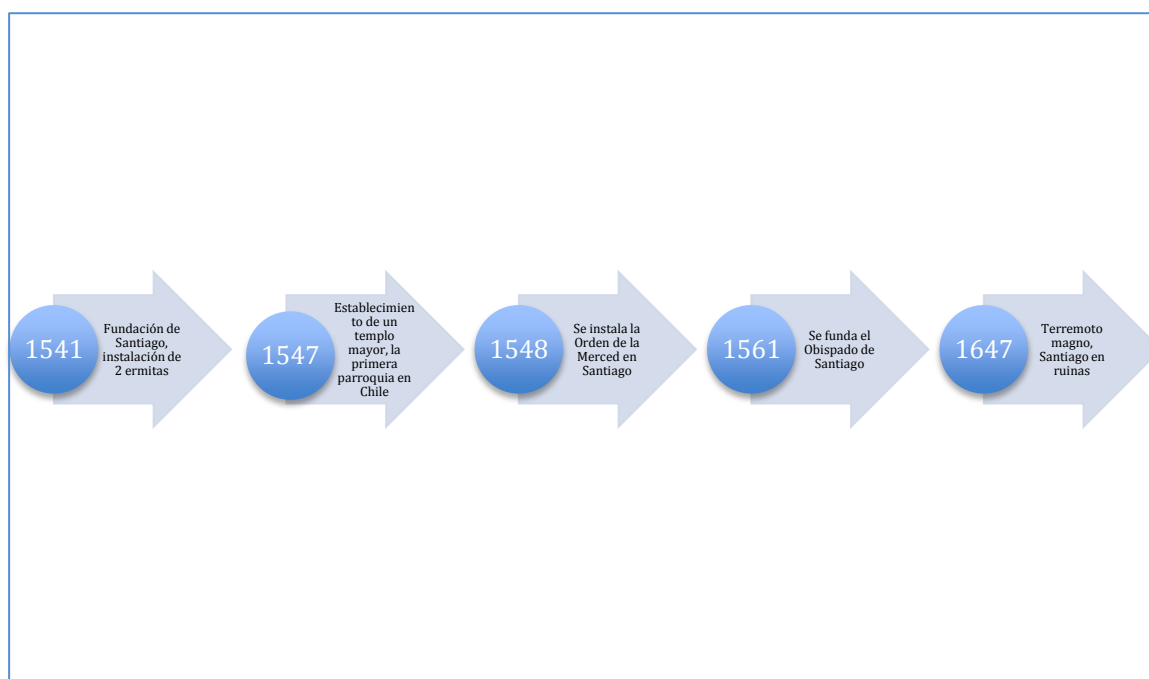 1541
Fundación de
Santiago,
instalación de
2 ermitas
1547
Establecimien
to de un
templo
mayor, la
primera
parroquia en
Chile
1548
Se instala la
Orden de la
Merced en
Santiago
1561
Se funda el
Obispado de
Santiago
1647
Terremoto
magno,
Santiago en
ruinas